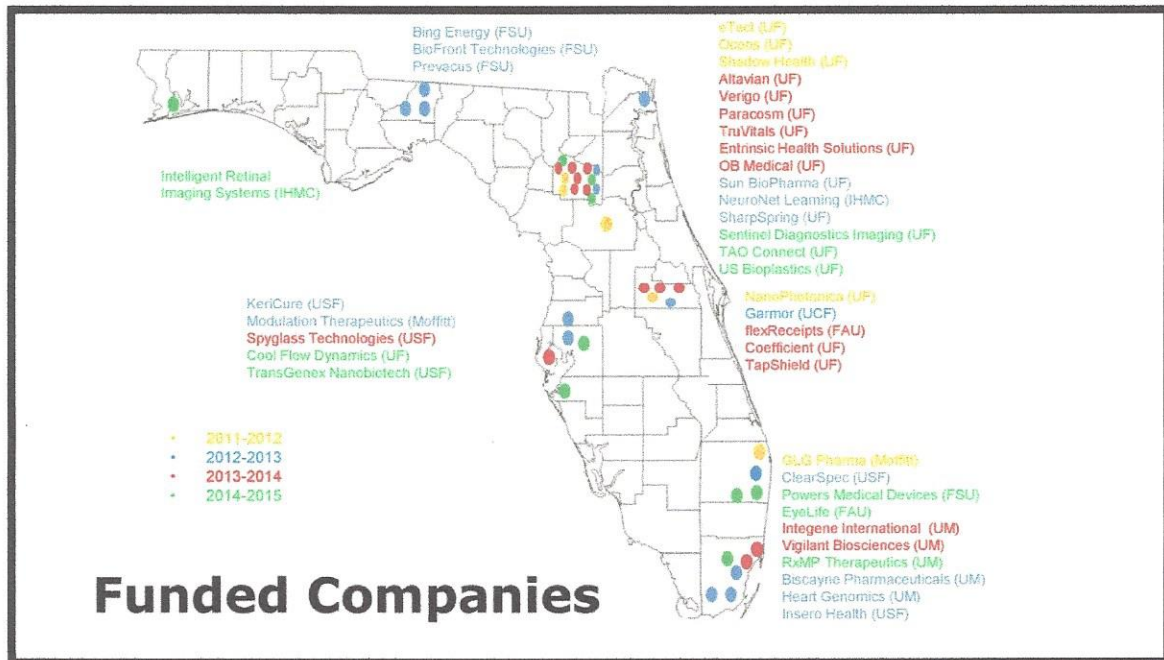 Bing Energy (FSU)
BioFront Technologies (FSU)
Prevacus (FSU)
eTect (UF)
Ocens (UF)
Shadow Health (UF)
Altavian (UF)
Verigo (UF)
Paracosm (UF)
TruVitals (UF)
Entrinsic Health Solutions (UF)
OB Medical (UF)
Sun BioPharma (UF)
NeuroNet Learning (IHMC)
SharpSpring (UF)
Sentinel Diagnostics Imaging (UF)
TAO Connect (UF)
US Bioplastics (UF)
Intelligent Retinal
Imaging Systems (IHMC)
NanoPhotonica (UF)
Garmor (UCF)
flexReceipts (FAU)
Coefficient (UF)
TapShield (UF)
KeriCure (USF)
Modulation Therapeutics (Moffitt)
Spyglass Technologies (USF)
Cool Flow Dynamics (UF)
TransGenex Nanobiotech (USF)
2011-2012
2012-2013
2013-2014
2014-2015
GLG Pharma (Moffitt)
ClearSpec (USF)
Powers Medical Devices (FSU)
EyeLife (FAU)
Integene International (UM)
Vigilant Biosciences (UM)
RxMP Therapeutics (UM)
Biscayne Pharmaceuticals (UM)
Heart Genomics (UM)
Insero Health (USF)
Funded Companies